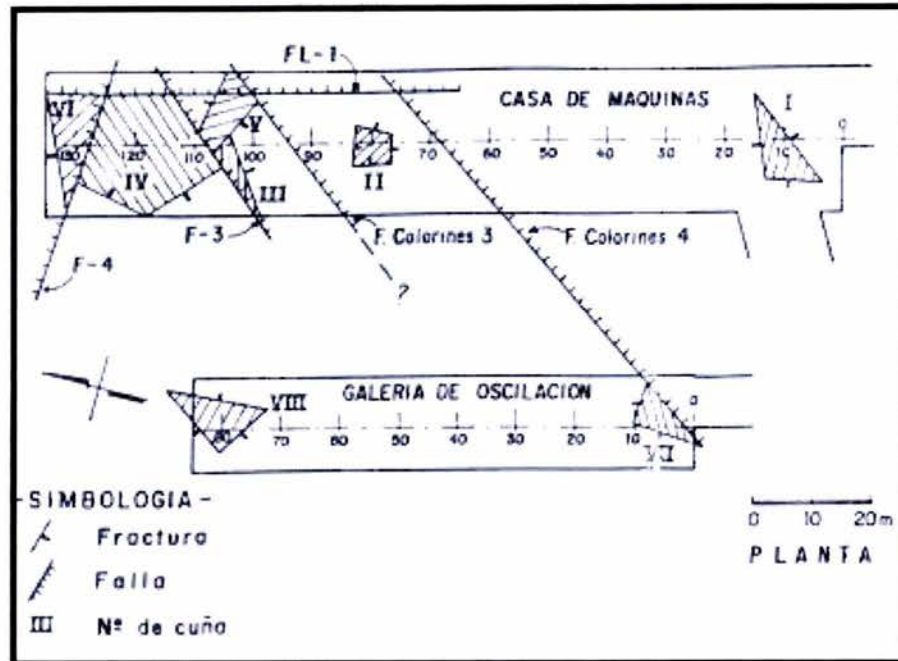 FL-1
CASA DE MAQUINAS
I
VI
V
0
130 120 110 100 90 80 70 60 50 40 30 20 10
IV
III
II
F-3
F. Colorines 3
F. Colorines 4
F-4
?
GALERIA DE OSCILACION
VIII
0
80 70 60 50 40 30 20 10
VII
-SIMBOLOGIA-
Fractura
Falla
III Nº de cuña
0 10 20m
PLANTA